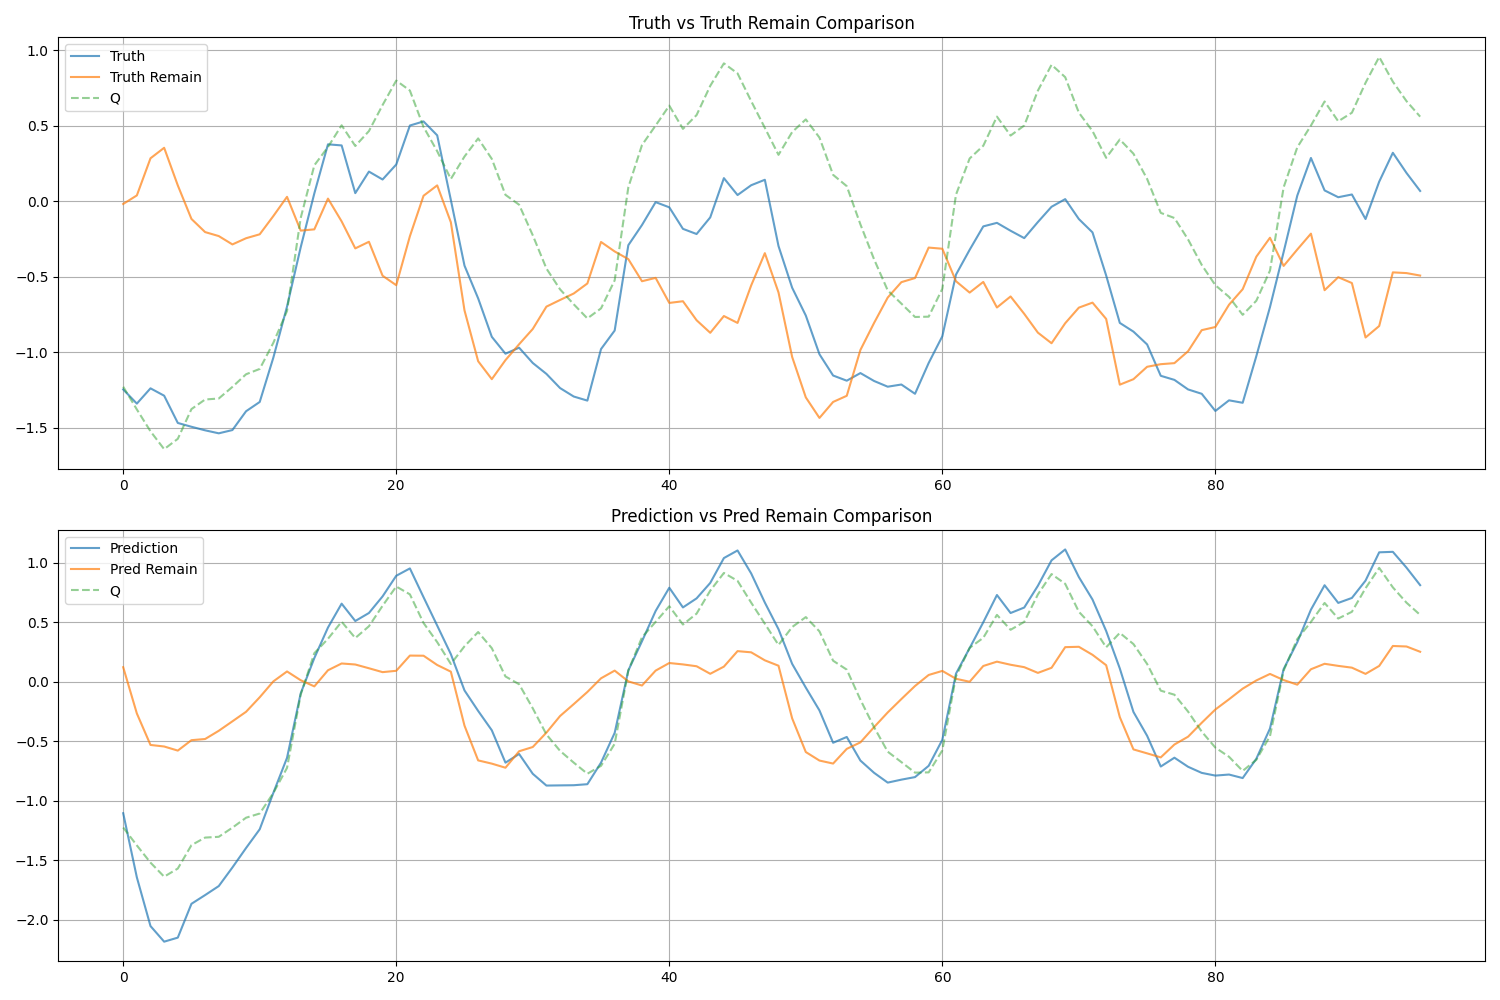 Truth vs Truth Remain Comparison
1.0
0.5
0.0
−0.5
−1.0
−1.5
Truth
Truth Remain
Q
0 20 40 60 80
Prediction vs Pred Remain Comparison
1.0
0.5
0.0
−0.5
−1.0
−1.5
−2.0
Prediction
Pred Remain
Q
0 20 40 60 80